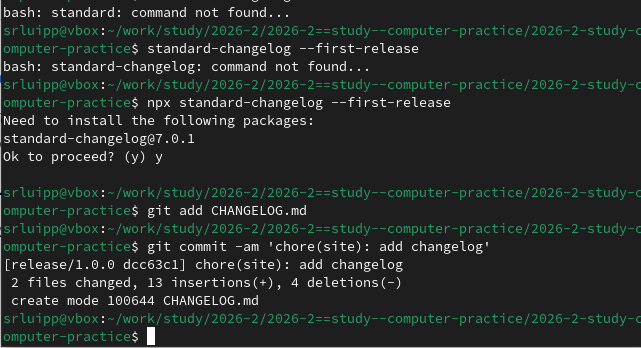 bash: standard: command not found...
srluipp@vbox:~/work/study/2026-2/2026-2==study--computer-practice/2026-2-study-c
omputer-practice$ standard-changelog --first-release
bash: standard-changelog: command not found...
srluipp@vbox:~/work/study/2026-2/2026-2==study--computer-practice/2026-2-study-c
omputer-practice$ npx standard-changelog --first-release
Need to install the following packages:
standard-changelog@7.0.1
Ok to proceed? (y) y
srluipp@vbox:~/work/study/2026-2/2026-2==study--computer-practice/2026-2-study-c
omputer-practice$ git add CHANGELOG.md
srluipp@vbox:~/work/study/2026-2/2026-2==study--computer-practice/2026-2-study-c
omputer-practice$ git commit -am 'chore(site): add changelog'
[release/1.0.0 dcc63c1] chore(site): add changelog
 2 files changed, 13 insertions(+), 4 deletions(-)
 create mode 100644 CHANGELOG.md
srluipp@vbox:~/work/study/2026-2/2026-2==study--computer-practice/2026-2-study-c
omputer-practice$